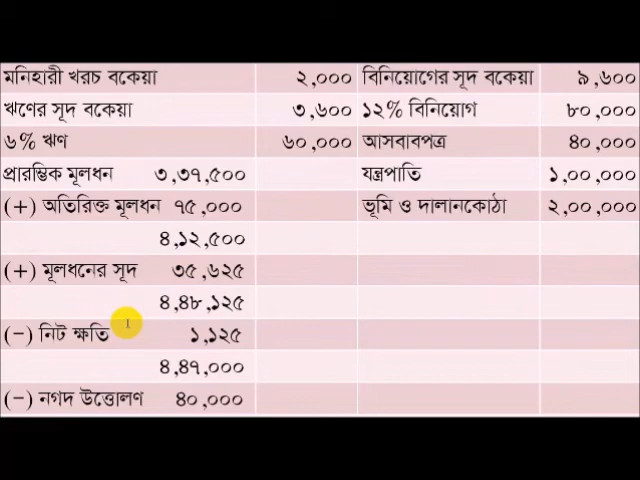 মনিহারী খরচ বকেয়া ২,০০০ বিনিয়োগের সূদ বকেয়া ৯,৬০০
ঋণের সূদ বকেয়া ৩,৬০০ ১২% বিনিয়োগ ৮০,০০০
৬% ঋণ ৬০,০০০ আসবাবপত্র ৪০,০০০
প্রারম্ভিক মূলধন ৩,৩৭,৫০০ যন্ত্রপাতি ১,০০,০০০
(+) অতিরিক্ত মূলধন ৭৫,০০০ ভূমি ও দালানকোঠা ২,০০,০০০
৪,১২,৫০০
(+) মূলধনের সূদ ৩৫,৬২৫
৪,৪৮,১২৫
(−) নিট ক্ষতি ১,১২৫
৪,৪৭,০০০
(−) নগদ উত্তোলণ ৪০,০০০